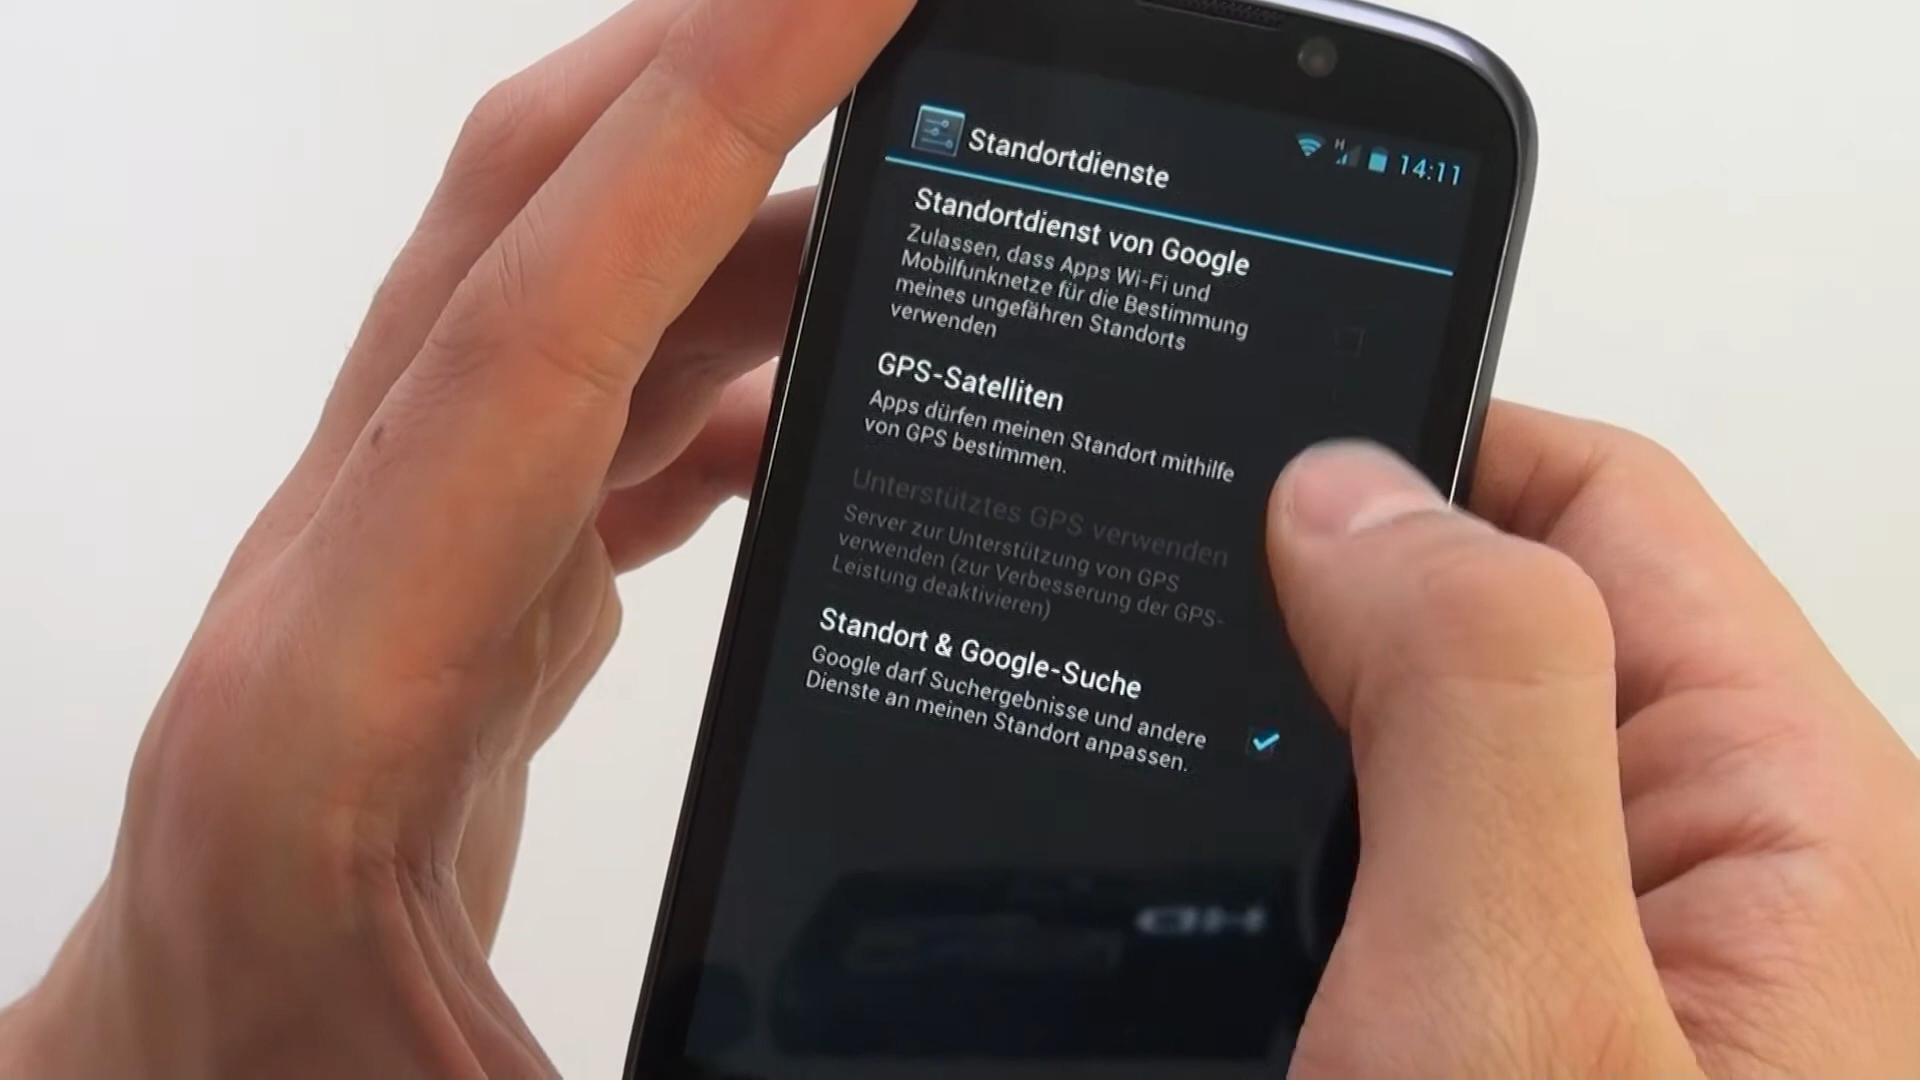 Standortdienste
H
14:11
Standortdienst von Google
Zulassen, dass Apps Wi-Fi und
Mobilfunknetze für die Bestimmung
meines ungefähren Standorts
verwenden
GPS-Satelliten
Apps dürfen meinen Standort mithilfe
von GPS bestimmen.
Unterstütztes GPS verwenden
Server zur Unterstützung von GPS
verwenden (zur Verbesserung der GPS-
Leistung deaktivieren)
Standort & Google-Suche
Google darf Suchergebnisse und andere
Dienste an meinen Standort anpassen.